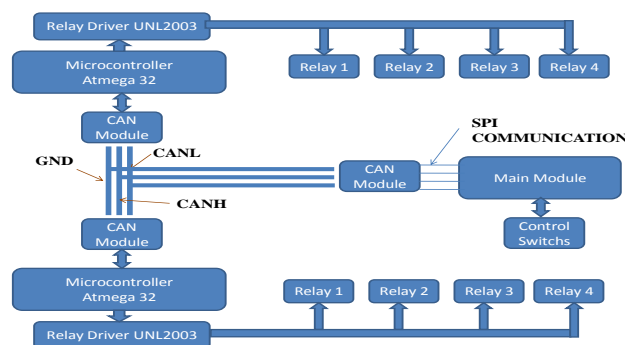 Relay Driver UNL2003
Microcontroller
Atmega 32
Relay 1
Relay 2
Relay 3
Relay 4
CAN
Module
SPI
COMMUNICATION
GND
CANL
CAN
Module
Main Module
CANH
CAN
Module
Control
Switchs
Microcontroller
Atmega 32
Relay 1
Relay 2
Relay 3
Relay 4
Relay Driver UNL2003